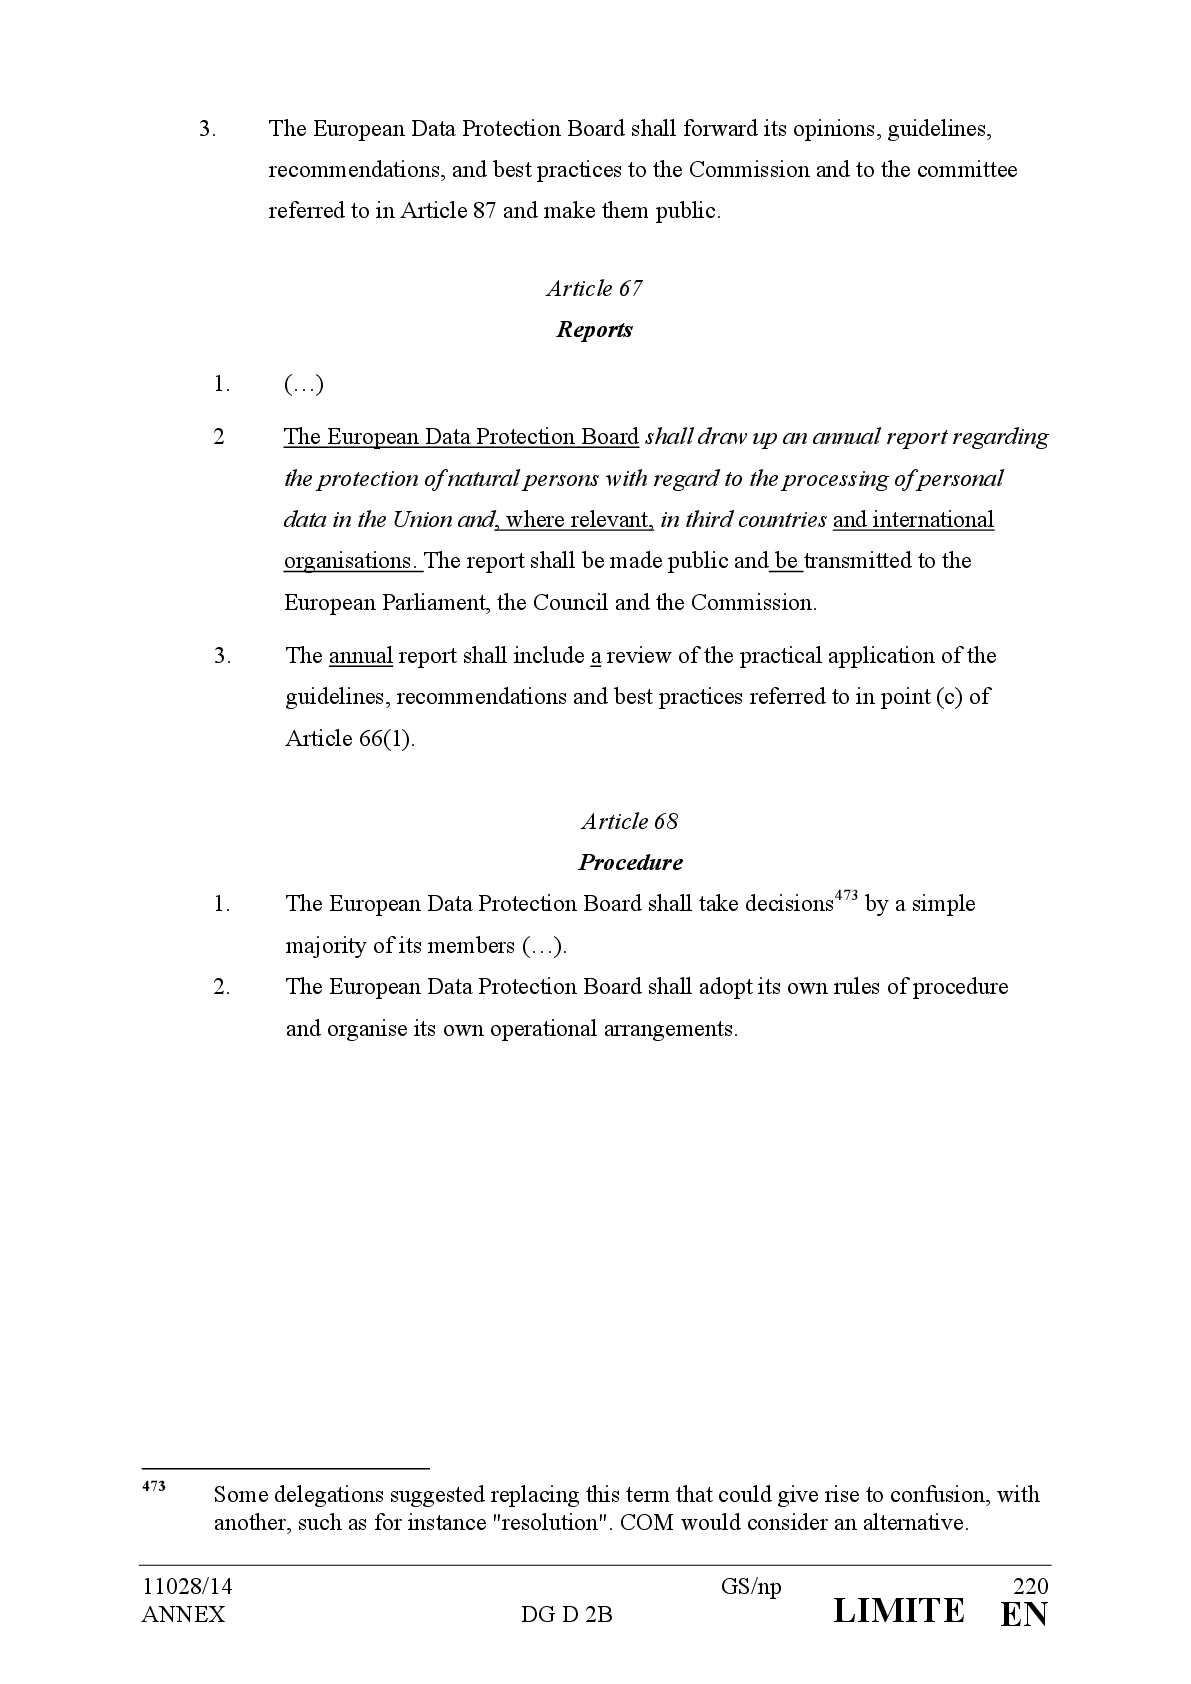 3. The European Data Protection Board shall forward its opinions, guidelines,
recommendations, and best practices to the Commission and to the committee
referred to in Article 87 and make them public.
Article 67
Reports
1. (…)
2 The European Data Protection Board shall draw up an annual report regarding
the protection of natural persons with regard to the processing of personal
data in the Union and, where relevant, in third countries and international
organisations. The report shall be made public and be transmitted to the
European Parliament, the Council and the Commission.
3. The annual report shall include a review of the practical application of the
guidelines, recommendations and best practices referred to in point (c) of
Article 66(1).
Article 68
Procedure
1. The European Data Protection Board shall take decisions473 by a simple
majority of its members (…).
2. The European Data Protection Board shall adopt its own rules of procedure
and organise its own operational arrangements.
473 Some delegations suggested replacing this term that could give rise to confusion, with
another, such as for instance "resolution". COM would consider an alternative.
11028/14 GS/np 220
ANNEX DG D 2B LIMITE EN